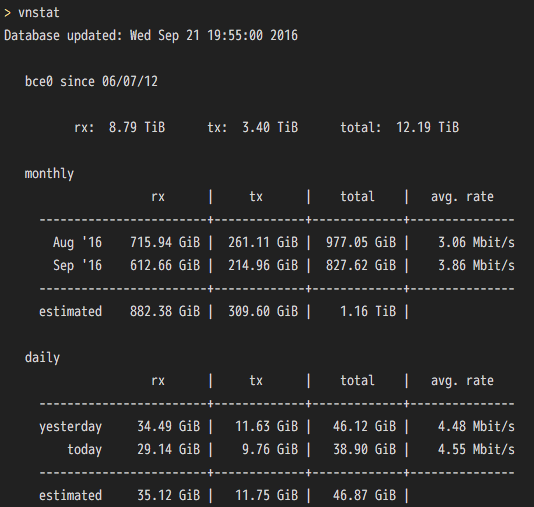 > vnstat
Database updated: Wed Sep 21 19:55:00 2016
bce0 since 06/07/12
rx:  8.79 TiB      tx:  3.40 TiB      total:  12.19 TiB
monthly
rx      |     tx      |    total    |   avg. rate
------------------------+-------------+-------------+---------------
Aug '16    715.94 GiB |  261.11 GiB |  977.05 GiB |    3.06 Mbit/s
Sep '16    612.66 GiB |  214.96 GiB |  827.62 GiB |    3.86 Mbit/s
------------------------+-------------+-------------+---------------
estimated    882.38 GiB |  309.60 GiB |    1.16 TiB |
daily
rx      |     tx      |    total    |   avg. rate
------------------------+-------------+-------------+---------------
yesterday     34.49 GiB |   11.63 GiB |   46.12 GiB |    4.48 Mbit/s
today     29.14 GiB |    9.76 GiB |   38.90 GiB |    4.55 Mbit/s
------------------------+-------------+-------------+---------------
estimated     35.12 GiB |   11.75 GiB |   46.87 GiB |